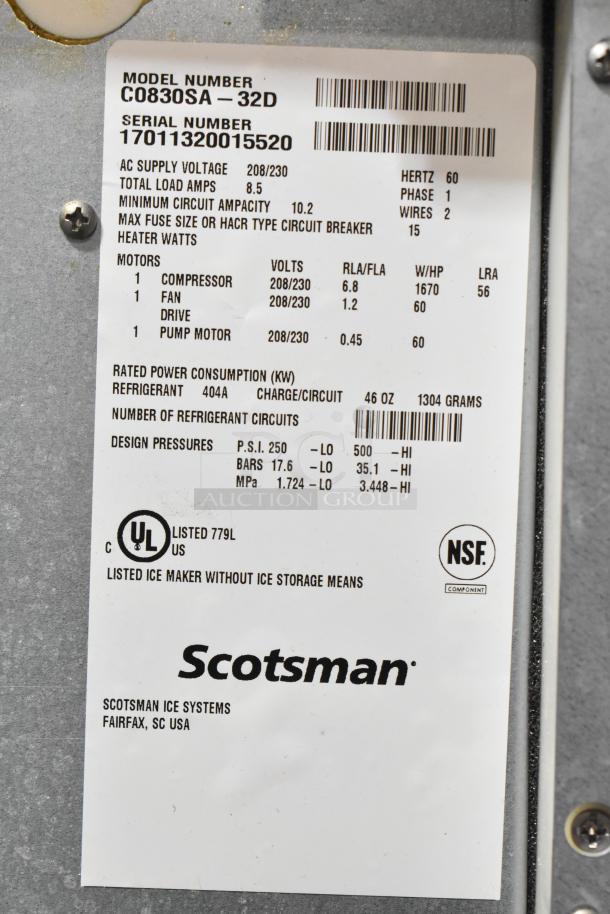 MODEL NUMBER
C0830SA – 32D
SERIAL NUMBER
17011320015520
AC SUPPLY VOLTAGE 208/230 HERTZ 60
TOTAL LOAD AMPS 8.5 PHASE 1
MINIMUM CIRCUIT AMPACITY 10.2 WIRES 2
MAX FUSE SIZE OR HACR TYPE CIRCUIT BREAKER 15
HEATER WATTS
MOTORS VOLTS RLA/FLA W/HP LRA
1 COMPRESSOR 208/230 6.8 1670 56
1 FAN 208/230 1.2 60
DRIVE
1 PUMP MOTOR 208/230 0.45 60
RATED POWER CONSUMPTION (KW)
REFRIGERANT 404A CHARGE/CIRCUIT 46 OZ 1304 GRAMS
NUMBER OF REFRIGERANT CIRCUITS
DESIGN PRESSURES P.S.I. 250 – LO 500 – HI
BARS 17.6 – LO 35.1 – HI
MPa 1.724 – LO 3.448 – HI
PCI
AUCTION GROUP
C UL US LISTED 779L
NSF.
COMPONENT
LISTED ICE MAKER WITHOUT ICE STORAGE MEANS
Scotsman
SCOTSMAN ICE SYSTEMS
FAIRFAX, SC USA